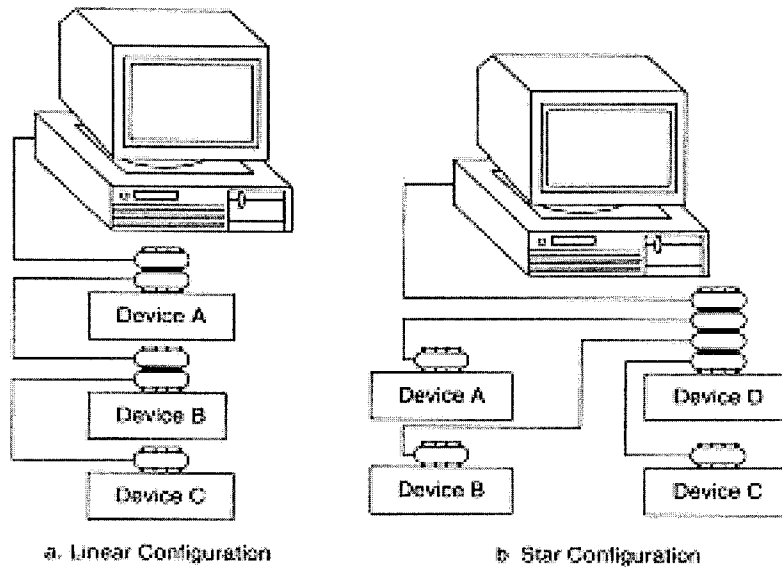 Device A
Device B
Device C
a. Linear Configuration
Device A
Device D
Device B
Device C
b Star Configuration